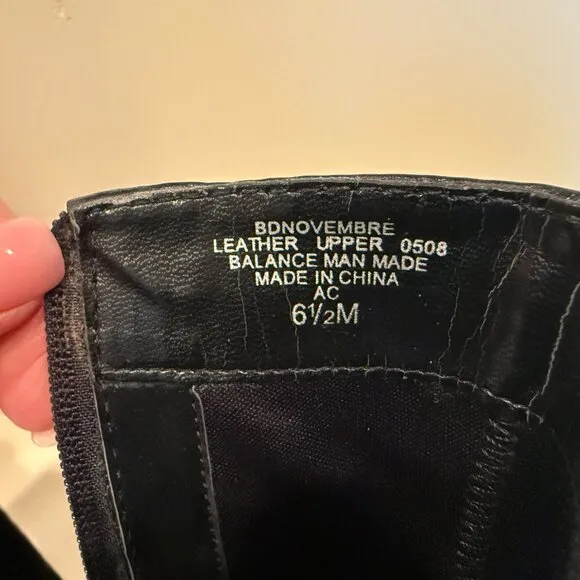 BDNOVEMBRE
LEATHER UPPER 0508
BALANCE MAN MADE
MADE IN CHINA
AC
6½M